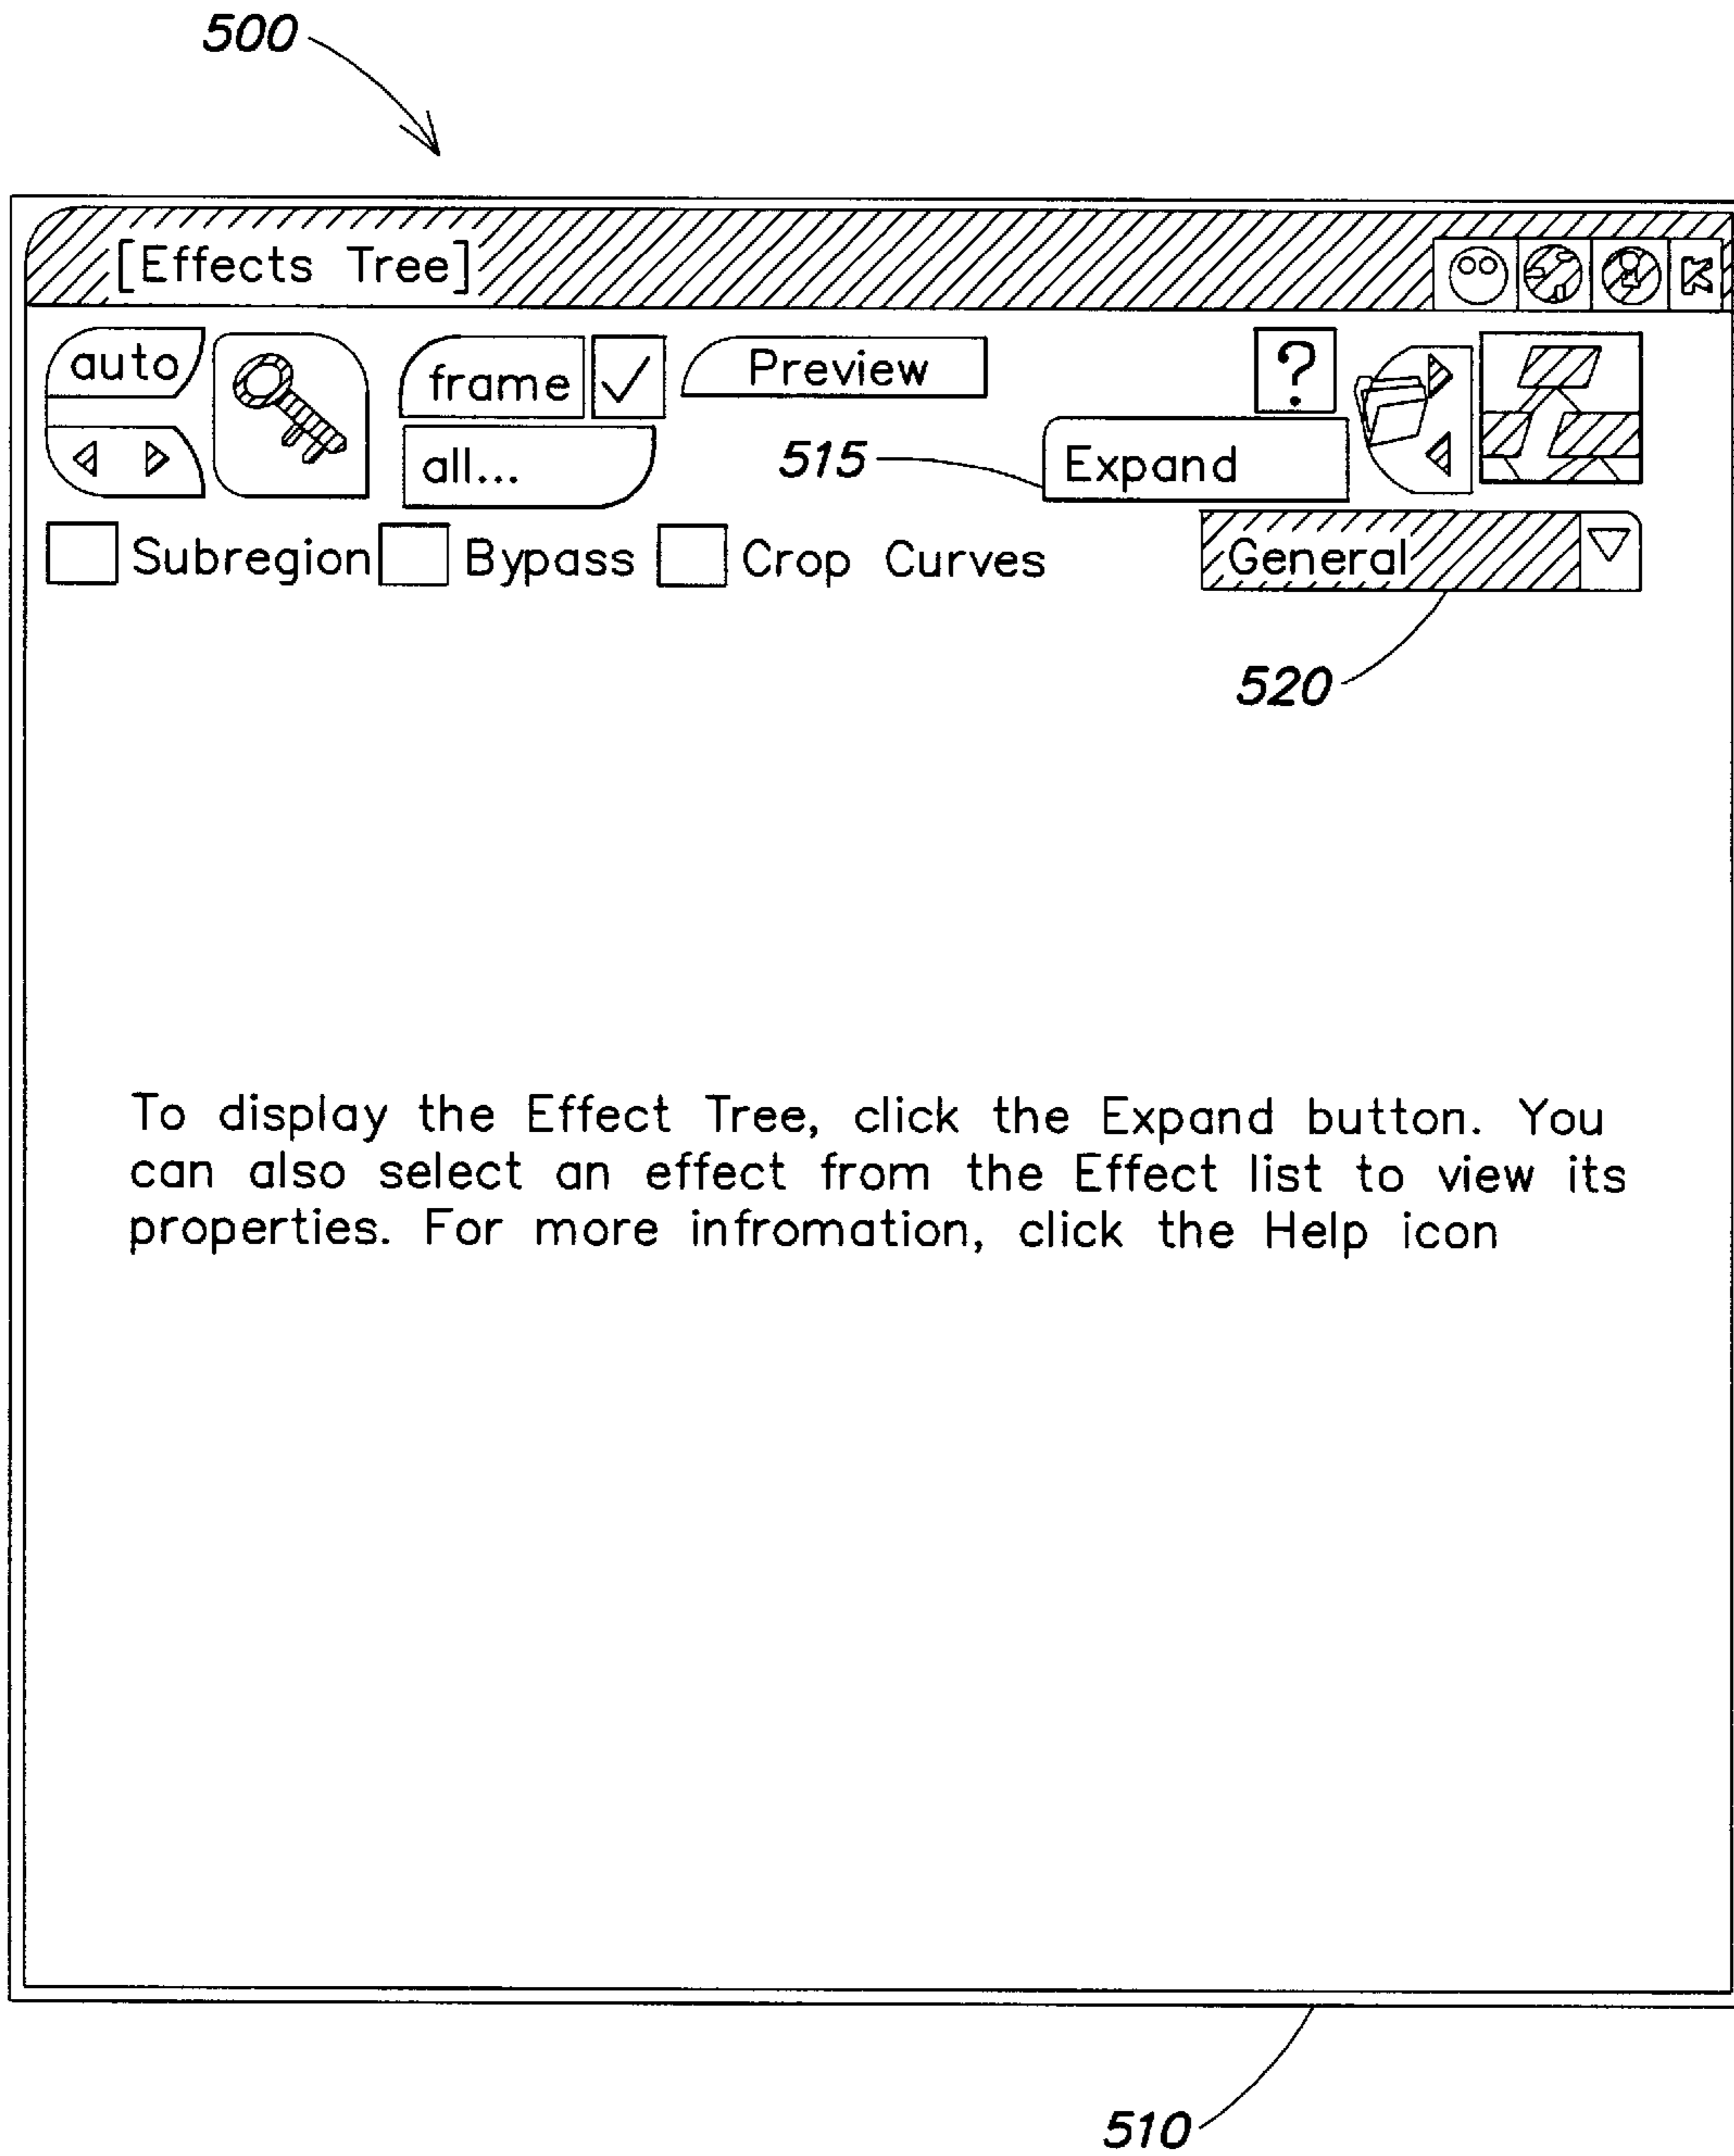 500
[Effects Tree]
auto
frame
Preview
?
all...
515
Expand
Subregion
Bypass
Crop Curves
General
520
To display the Effect Tree, click the Expand button. You
can also select an effect from the Effect list to view its
properties. For more infromation, click the Help icon
510